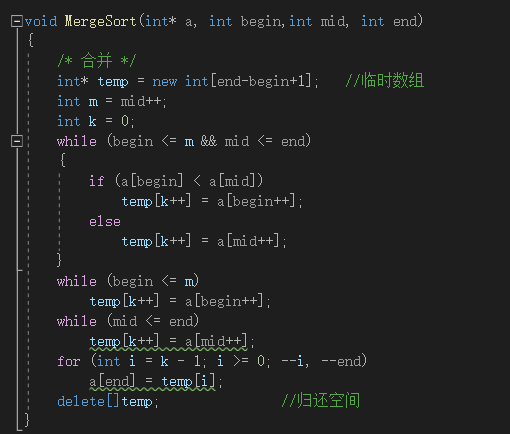 void MergeSort(int* a, int begin,int mid, int end)
{
/* 合并 */
int* temp = new int[end-begin+1]; //临时数组
int m = mid++;
int k = 0;
while (begin <= m && mid <= end)
{
if (a[begin] < a[mid])
temp[k++] = a[begin++];
else
temp[k++] = a[mid++];
}
while (begin <= m)
temp[k++] = a[begin++];
while (mid <= end)
temp[k++] = a[mid++];
for (int i = k - 1; i >= 0; --i, --end)
a[end] = temp[i];
delete[]temp; //归还空间
}